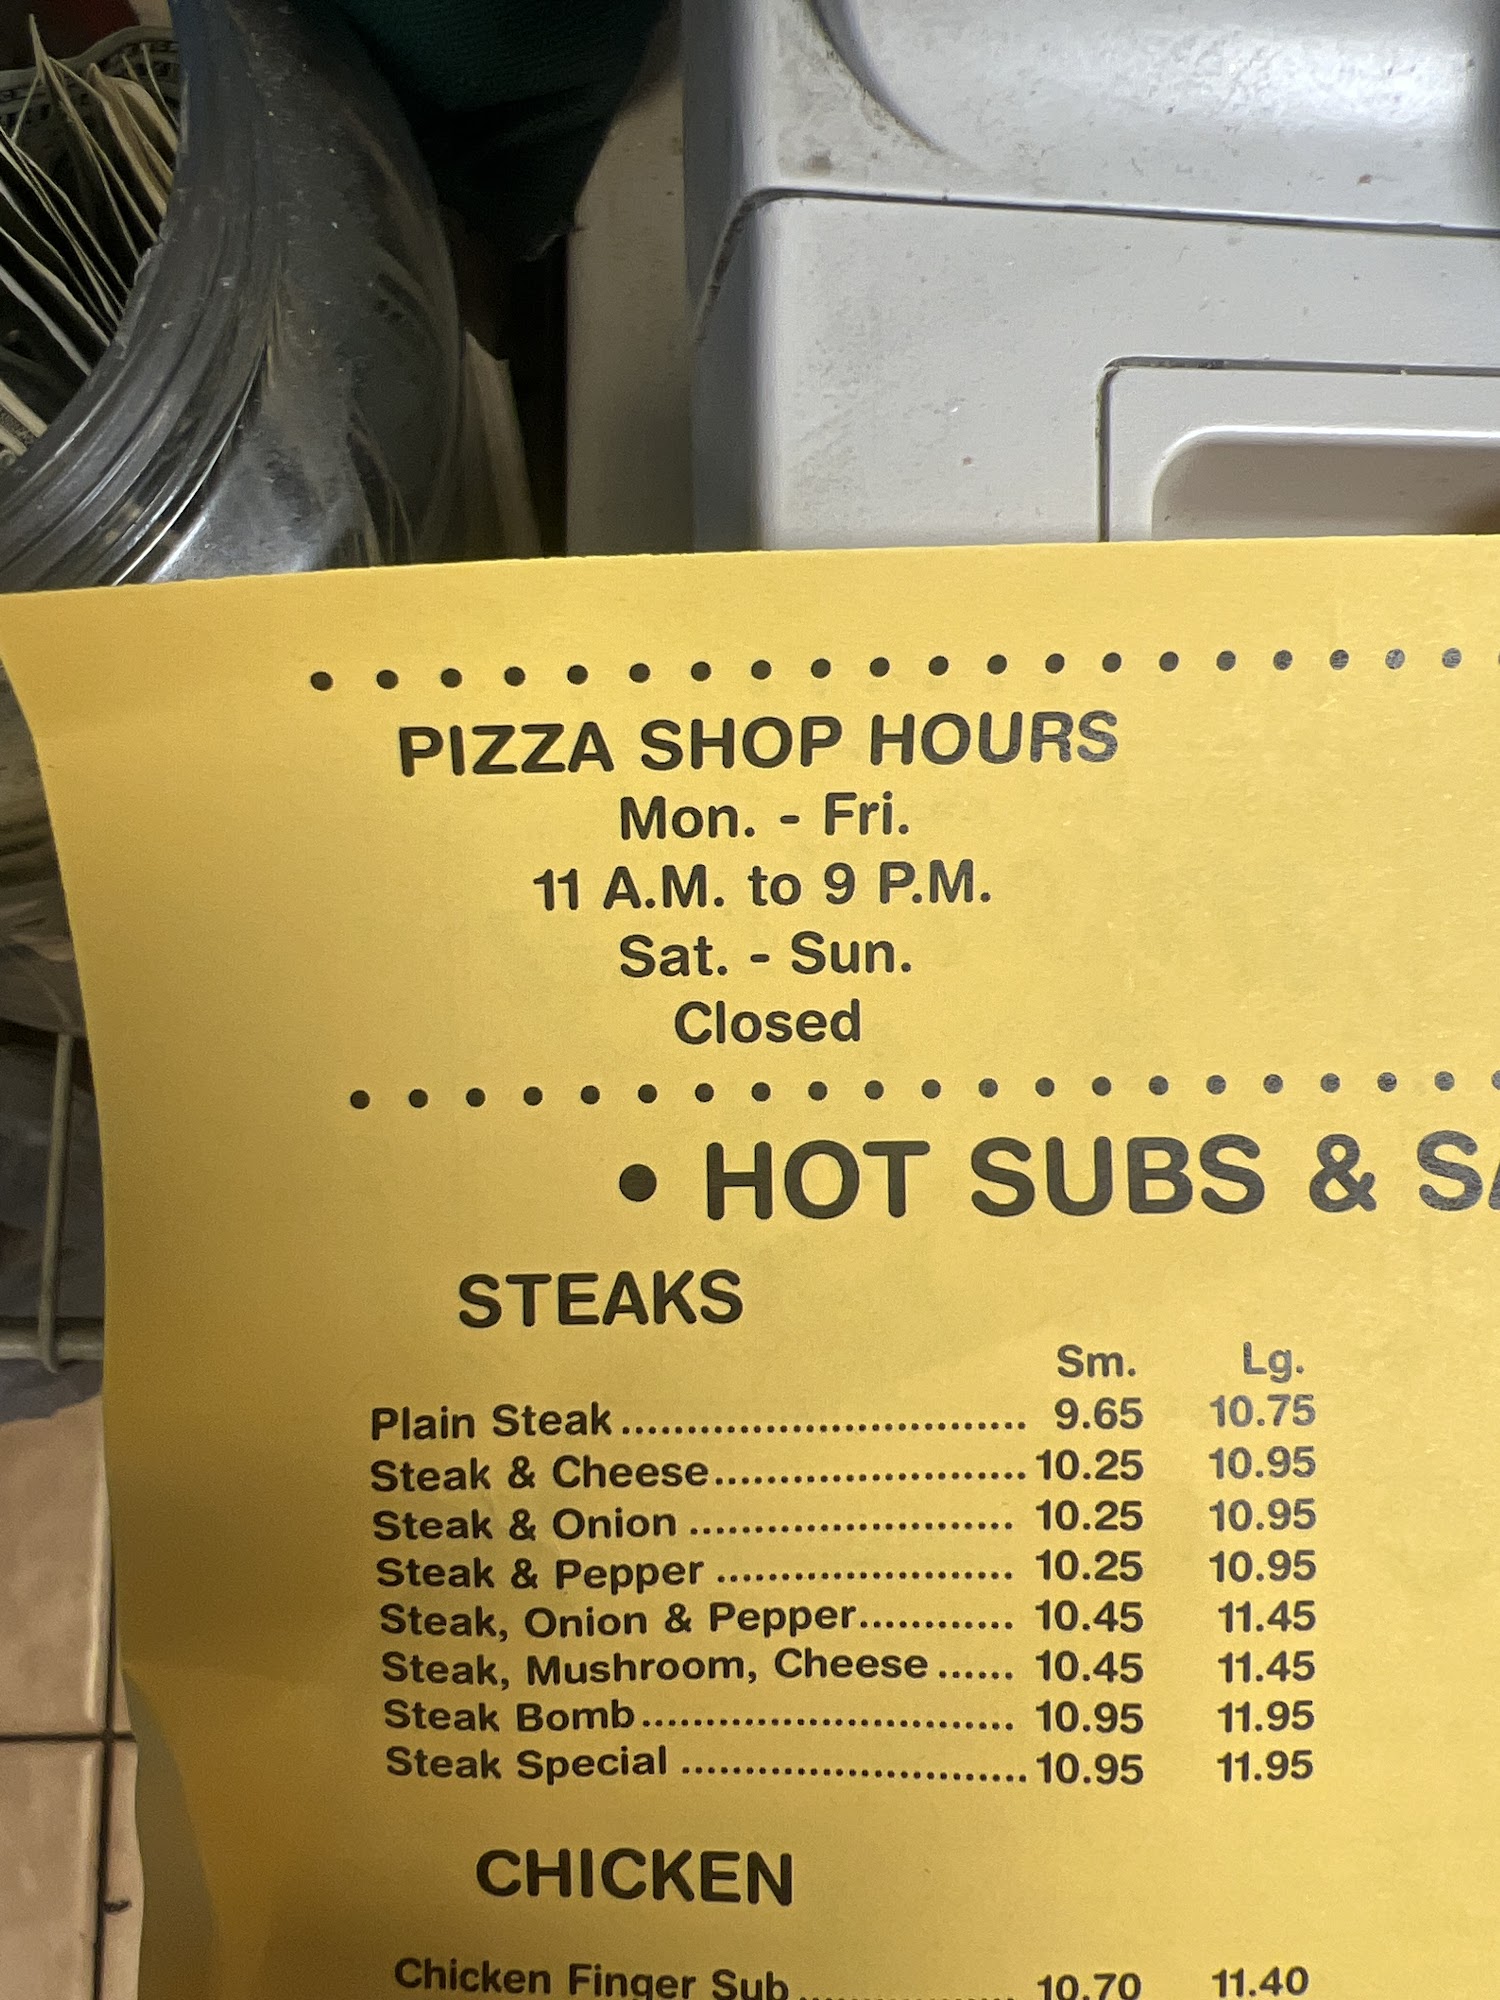 PIZZA SHOP HOURS
Mon. - Fri.
11 A.M. to 9 P.M.
Sat. - Sun.
Closed
• HOT SUBS &
STEAKS
Sm. Lg.
Plain Steak............................... 9.65 10.75
Steak & Cheese........................ 10.25 10.95
Steak & Onion ......................... 10.25 10.95
Steak & Pepper ....................... 10.25 10.95
Steak, Onion & Pepper............ 10.45 11.45
Steak, Mushroom, Cheese ...... 10.45 11.45
Steak Bomb............................. 10.95 11.95
Steak Special ........................... 10.95 11.95
CHICKEN
Chicken Finger Sub................. 10.70 11.40